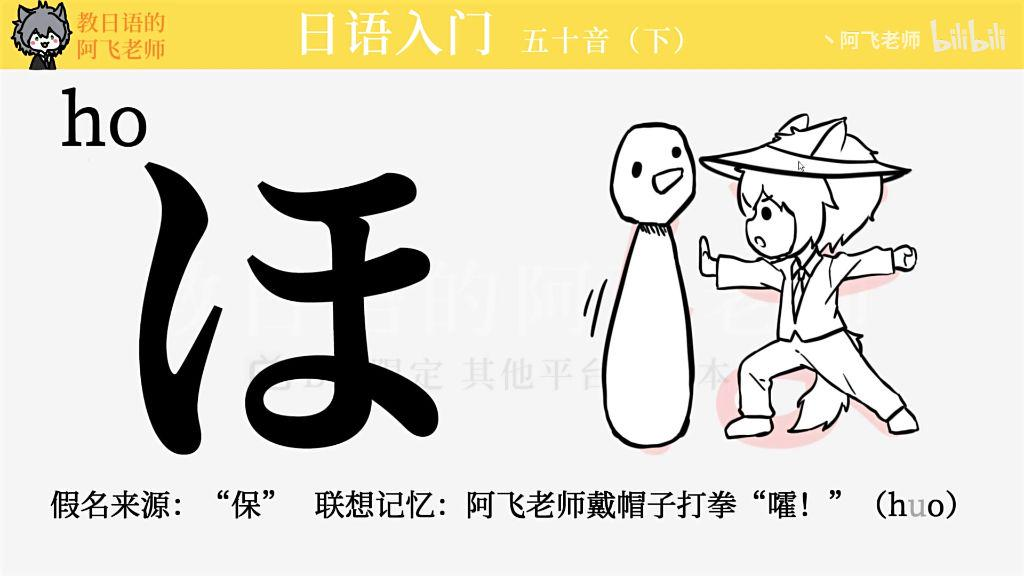 教日语的
阿飞老师
日语入门 五十音（下）
丶阿飞老师 bilibili
ho
ほ
假名来源：“保” 联想记忆：阿飞老师戴帽子打拳“嚯！”（huo）